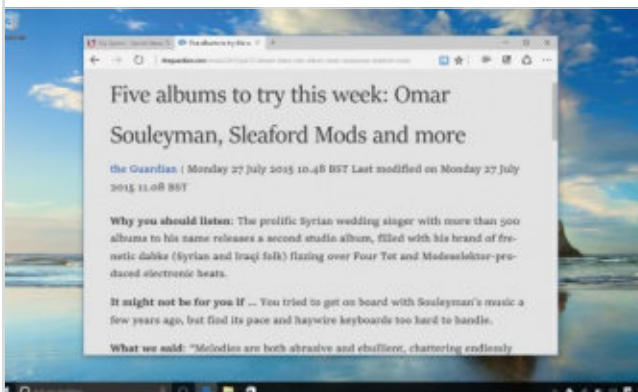 Five albums to try this week: Omar
Souleyman, Sleaford Mods and more
the Guardian | Monday 27 July 2015 10.48 BST Last modified on Monday 27 July
2015 11.08 BST
Why you should listen: The prolific Syrian wedding singer with more than 500
albums to his name releases a second studio album, filled with his brand of fre-
netic dabke (Syrian and Iraqi folk) fizzing over Four Tet and Modeselektor-pro-
duced electronic beats.
It might not be for you if ... You tried to get on board with Souleyman's music a
few years ago, but find its pace and haywire keyboards too hard to handle.
What we said: "Melodies are both abrasive and ebullient, chattering endlessly